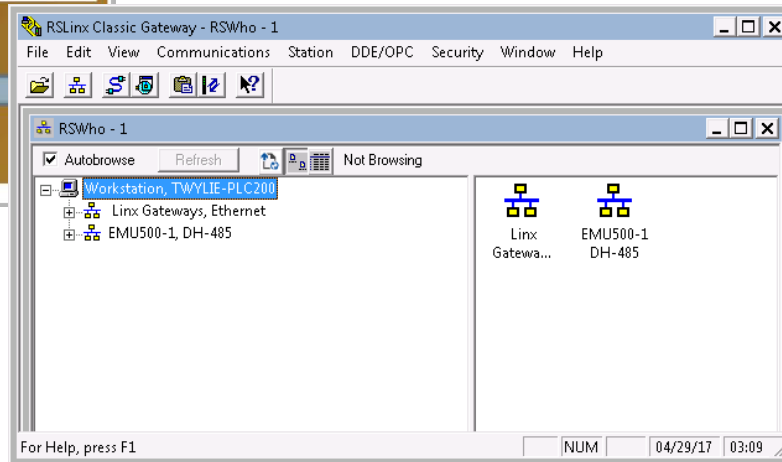 RSLinx Classic Gateway - RSWho - 1
File Edit View Communications Station DDE/OPC Security Window Help
RSWho - 1
Autobrowse Refresh Not Browsing
Workstation, TWYLIE-PLC200
Linx Gateways, Ethernet
EMU500-1, DH-485
Linx Gatewa...
EMU500-1 DH-485
For Help, press F1 NUM 04/29/17 03:09